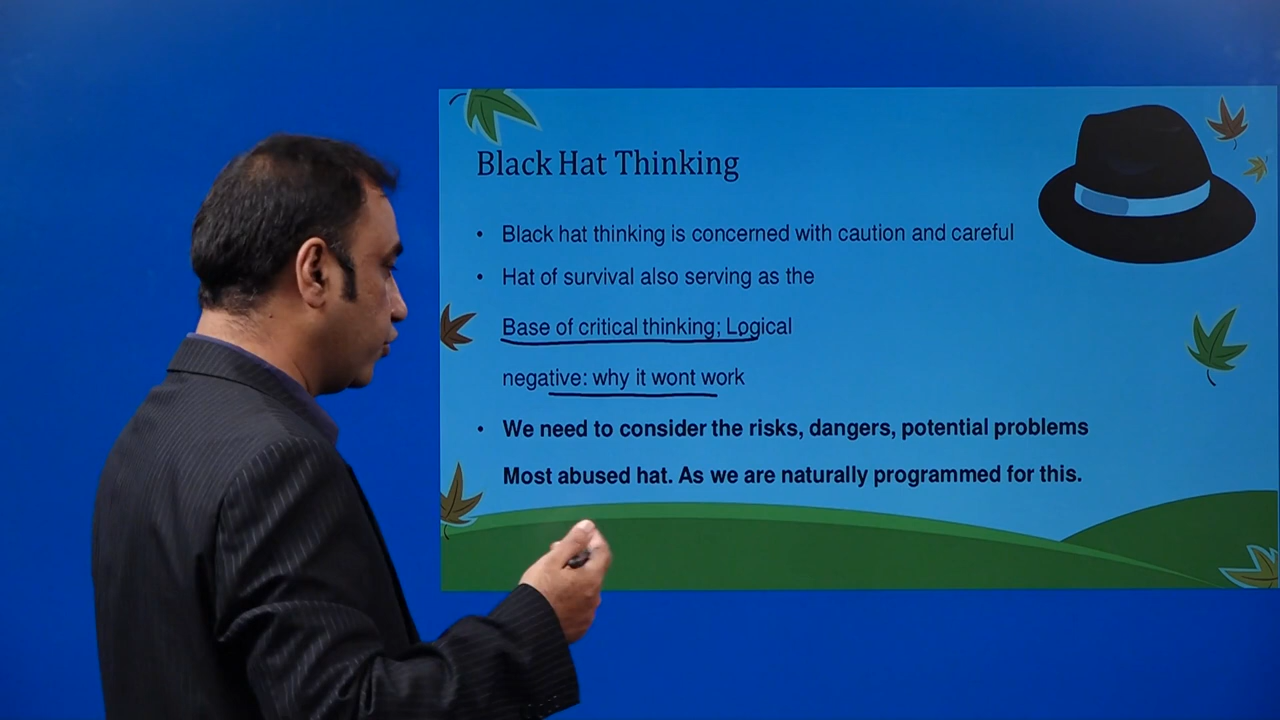 Black Hat Thinking
• Black hat thinking is concerned with caution and careful
• Hat of survival also serving as the
Base of critical thinking; Logical
negative: why it wont work
• We need to consider the risks, dangers, potential problems
Most abused hat. As we are naturally programmed for this.